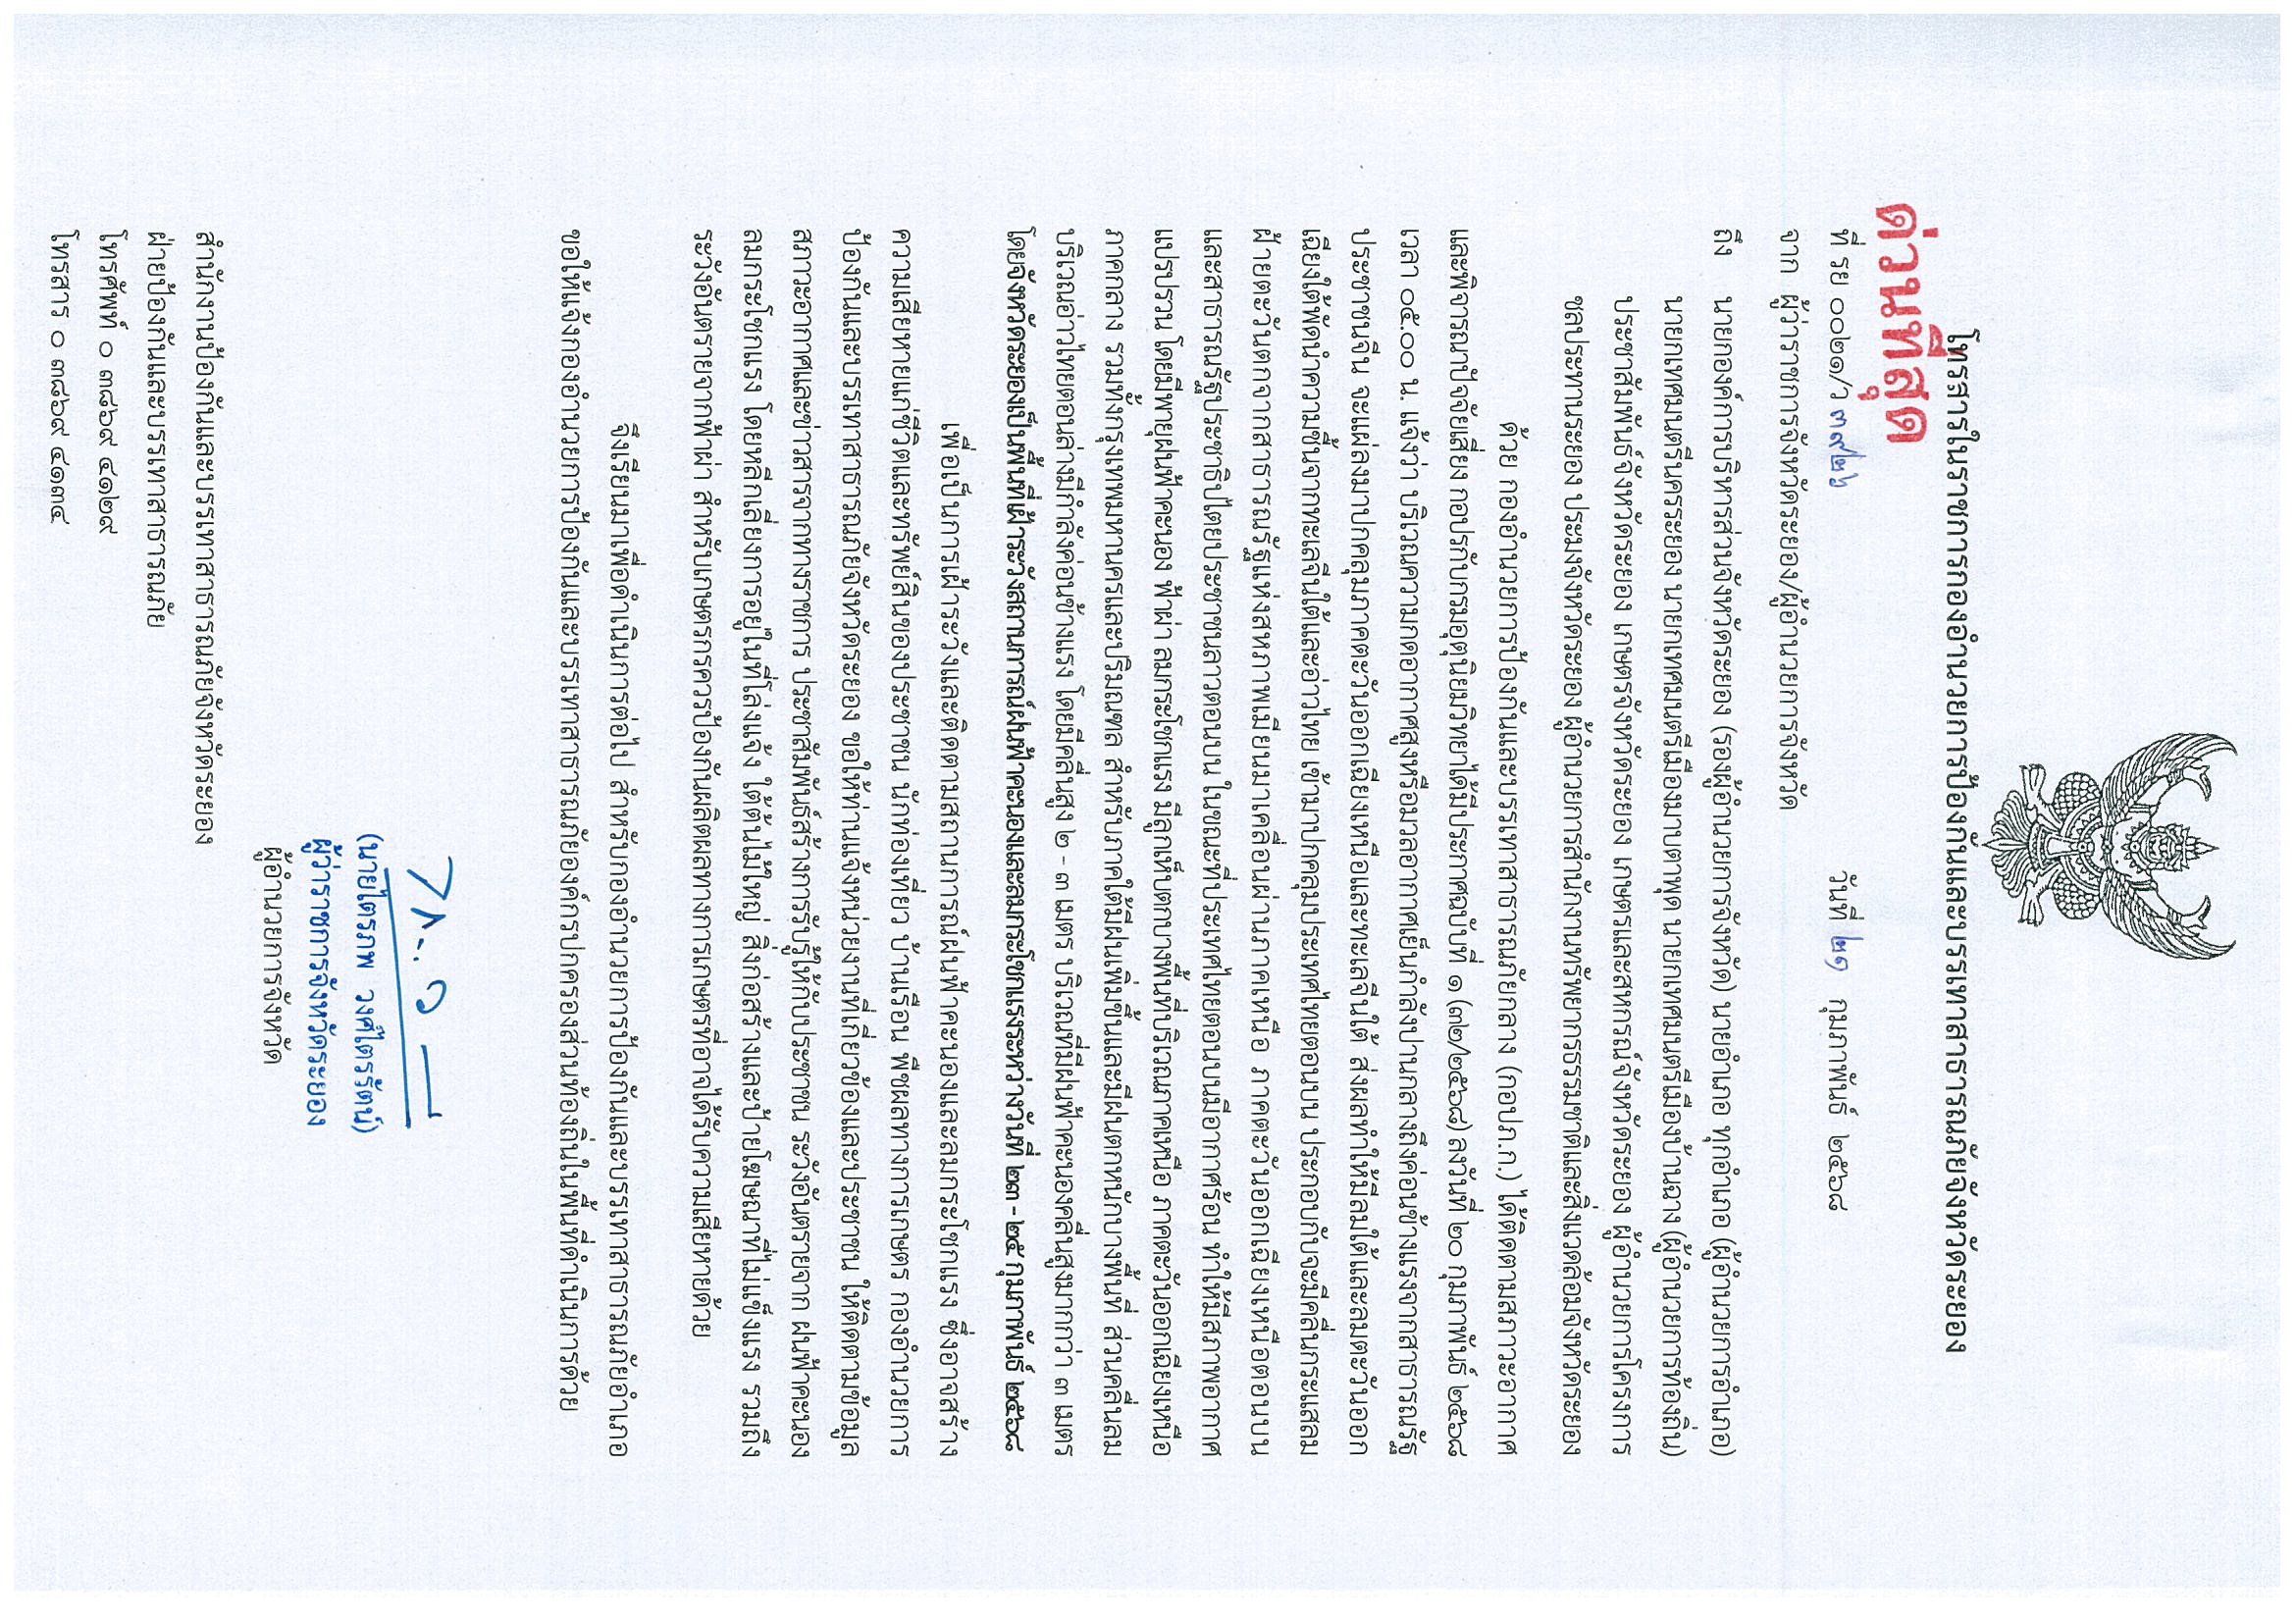 โทรสารในราชการกองอำนวยการป้องกันและบรรเทาสาธารณภัยจังหวัดระยอง
ด่วนที่สุด
ที่ รย ๐๐๒๑/ว ๓๙๒๖ วันที่ ๒๑ กุมภาพันธ์ ๒๕๖๘
จาก ผู้ว่าราชการจังหวัดระยอง/ผู้อำนวยการจังหวัด
ถึง นายกองค์การบริหารส่วนจังหวัดระยอง (รองผู้อำนวยการจังหวัด) นายอำเภอ ทุกอำเภอ (ผู้อำนวยการอำเภอ)
นายกเทศมนตรีนครระยอง นายกเทศมนตรีเมืองมาบตาพุด นายกเทศมนตรีเมืองบ้านฉาง (ผู้อำนวยการท้องถิ่น)
ประชาสัมพันธ์จังหวัดระยอง เกษตรจังหวัดระยอง เกษตรและสหกรณ์จังหวัดระยอง ผู้อำนวยการโครงการ
ชลประทานระยอง ประมงจังหวัดระยอง ผู้อำนวยการสำนักงานทรัพยากรธรรมชาติและสิ่งแวดล้อมจังหวัดระยอง
ด้วย กองอำนวยการป้องกันและบรรเทาสาธารณภัยกลาง (กอปภ.ก.) ได้ติดตามสภาวะอากาศ
และพิจารณาปัจจัยเสี่ยง กอปรกับกรมอุตุนิยมวิทยาได้มีประกาศฉบับที่ ๑ (๓๒/๒๕๖๘) ลงวันที่ ๒๐ กุมภาพันธ์ ๒๕๖๘
เวลา ๐๕.๐๐ น. แจ้งว่า บริเวณความกดอากาศสูงหรือมวลอากาศเย็นกำลังปานกลางถึงค่อนข้างแรงจากสาธารณรัฐ
ประชาชนจีน จะแผ่ลงมาปกคลุมภาคตะวันออกเฉียงเหนือและทะเลจีนใต้ ส่งผลทำให้มีลมใต้และลมตะวันออก
เฉียงใต้พัดนำความชื้นจากทะเลจีนใต้และอ่าวไทย เข้ามาปกคลุมประเทศไทยตอนบน ประกอบกับจะมีคลื่นกระแสลม
ฝ้ายตะวันตกจากสาธารณรัฐแห่งสหภาพเมียนมาเคลื่อนผ่านภาคเหนือ ภาคตะวันออกเฉียงเหนือตอนบน
และสาธารณรัฐประชาธิปไตยประชาชนลาวตอนบน ในขณะที่ประเทศไทยตอนบนมีอากาศร้อน ทำให้มีสภาพอากาศ
แปรปรวน โดยมีพายุฝนฟ้าคะนอง ฟ้าผ่า ลมกระโชกแรง มีลูกเห็บตกบางพื้นที่บริเวณภาคเหนือ ภาคตะวันออกเฉียงเหนือ
ภาคกลาง รวมทั้งกรุงเทพมหานครและปริมณฑล สำหรับภาคใต้มีฝนเพิ่มขึ้นและมีฝนตกหนักบางพื้นที่ ส่วนคลื่นลม
บริเวณอ่าวไทยตอนล่างมีกำลังค่อนข้างแรง โดยมีคลื่นสูง ๒ - ๓ เมตร บริเวณที่มีฝนฟ้าคะนองคลื่นสูงมากกว่า ๓ เมตร
โดยจังหวัดระยองเป็นพื้นที่เฝ้าระวังสถานการณ์ฝนฟ้าคะนองและลมกระโชกแรงระหว่างวันที่ ๒๓ - ๒๕ กุมภาพันธ์ ๒๕๖๘
เพื่อเป็นการเฝ้าระวังและติดตามสถานการณ์ฝนฟ้าคะนองและลมกระโชกแรง ซึ่งอาจสร้าง
ความเสียหายแก่ชีวิตและทรัพย์สินของประชาชน นักท่องเที่ยว บ้านเรือน พืชผลทางการเกษตร กองอำนวยการ
ป้องกันและบรรเทาสาธารณภัยจังหวัดระยอง ขอให้ท่านแจ้งหน่วยงานที่เกี่ยวข้องและประชาชน ให้ติดตามข้อมูล
สภาวะอากาศและข่าวสารจากทางราชการ ประชาสัมพันธ์สร้างการรับรู้ให้กับประชาชน ระวังอันตรายจาก ฝนฟ้าคะนอง
ลมกระโชกแรง โดยหลีกเลี่ยงการอยู่ในที่โล่งแจ้ง ใต้ต้นไม้ใหญ่ สิ่งก่อสร้างและป้ายโฆษณาที่ไม่แข็งแรง รวมถึง
ระวังอันตรายจากฟ้าผ่า สำหรับเกษตรกรควรป้องกันผลิตผลทางการเกษตรที่อาจได้รับความเสียหายด้วย
จึงเรียนมาเพื่อดำเนินการต่อไป สำหรับกองอำนวยการป้องกันและบรรเทาสาธารณภัยอำเภอ
ขอให้แจ้งกองอำนวยการป้องกันและบรรเทาสาธารณภัยองค์กรปกครองส่วนท้องถิ่นในพื้นที่ดำเนินการด้วย
(นายไตรภพ วงศ์ไตรรัตน์)
ผู้ว่าราชการจังหวัดระยอง
ผู้อำนวยการจังหวัด
สำนักงานป้องกันและบรรเทาสาธารณภัยจังหวัดระยอง
ฝ่ายป้องกันและบรรเทาสาธารณภัย
โทรศัพท์ ๐ ๓๘๖๙ ๔๑๒๙
โทรสาร ๐ ๓๘๖๙ ๔๑๓๔